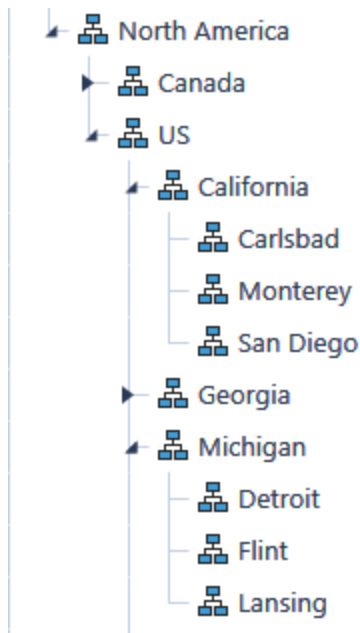 North America
Canada
US
California
Carlsbad
Monterey
San Diego
Georgia
Michigan
Detroit
Flint
Lansing